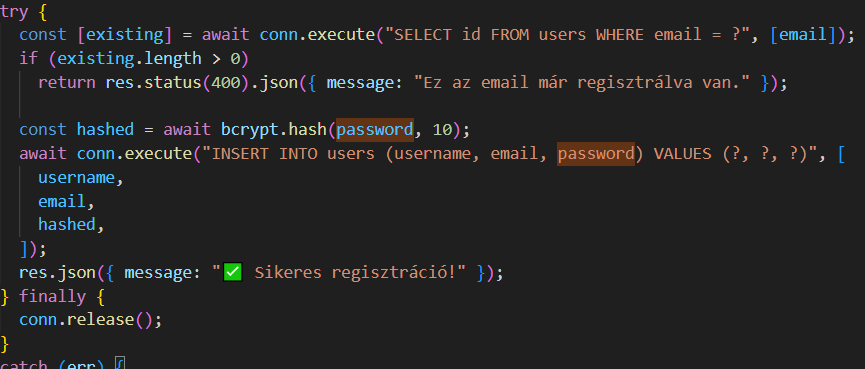 try {
const [existing] = await conn.execute("SELECT id FROM users WHERE email = ?", [email]);
if (existing.length > 0)
return res.status(400).json({ message: "Ez az email már regisztrálva van." });
const hashed = await bcrypt.hash(password, 10);
await conn.execute("INSERT INTO users (username, email, password) VALUES (?, ?, ?)", [
username,
email,
hashed,
]);
res.json({ message: "✅ Sikeres regisztráció!" });
} finally {
conn.release();
}
catch (err) {